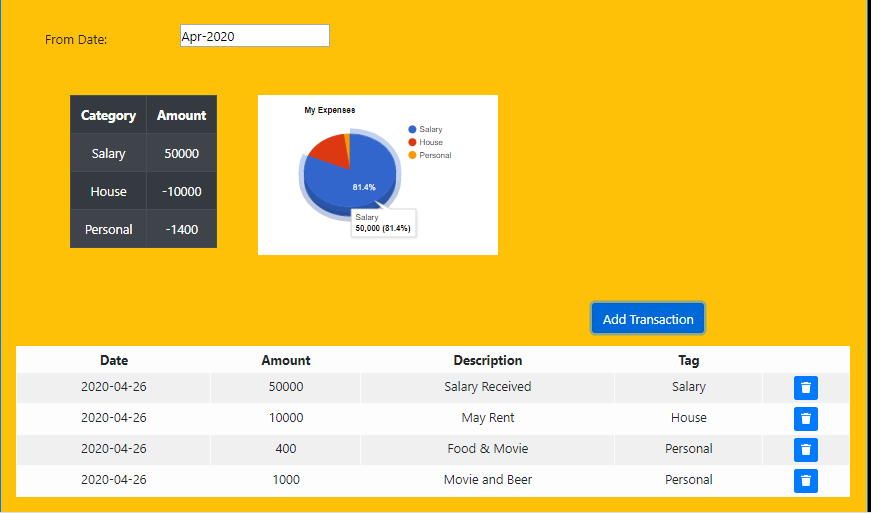 From Date: Apr-2020
Category Amount
Salary 50000
House -10000
Personal -1400
My Expenses
Salary
House
Personal
81.4%
Salary
50,000 (81.4%)
Add Transaction
Date Amount Description Tag
2020-04-26 50000 Salary Received Salary
2020-04-26 10000 May Rent House
2020-04-26 400 Food & Movie Personal
2020-04-26 1000 Movie and Beer Personal